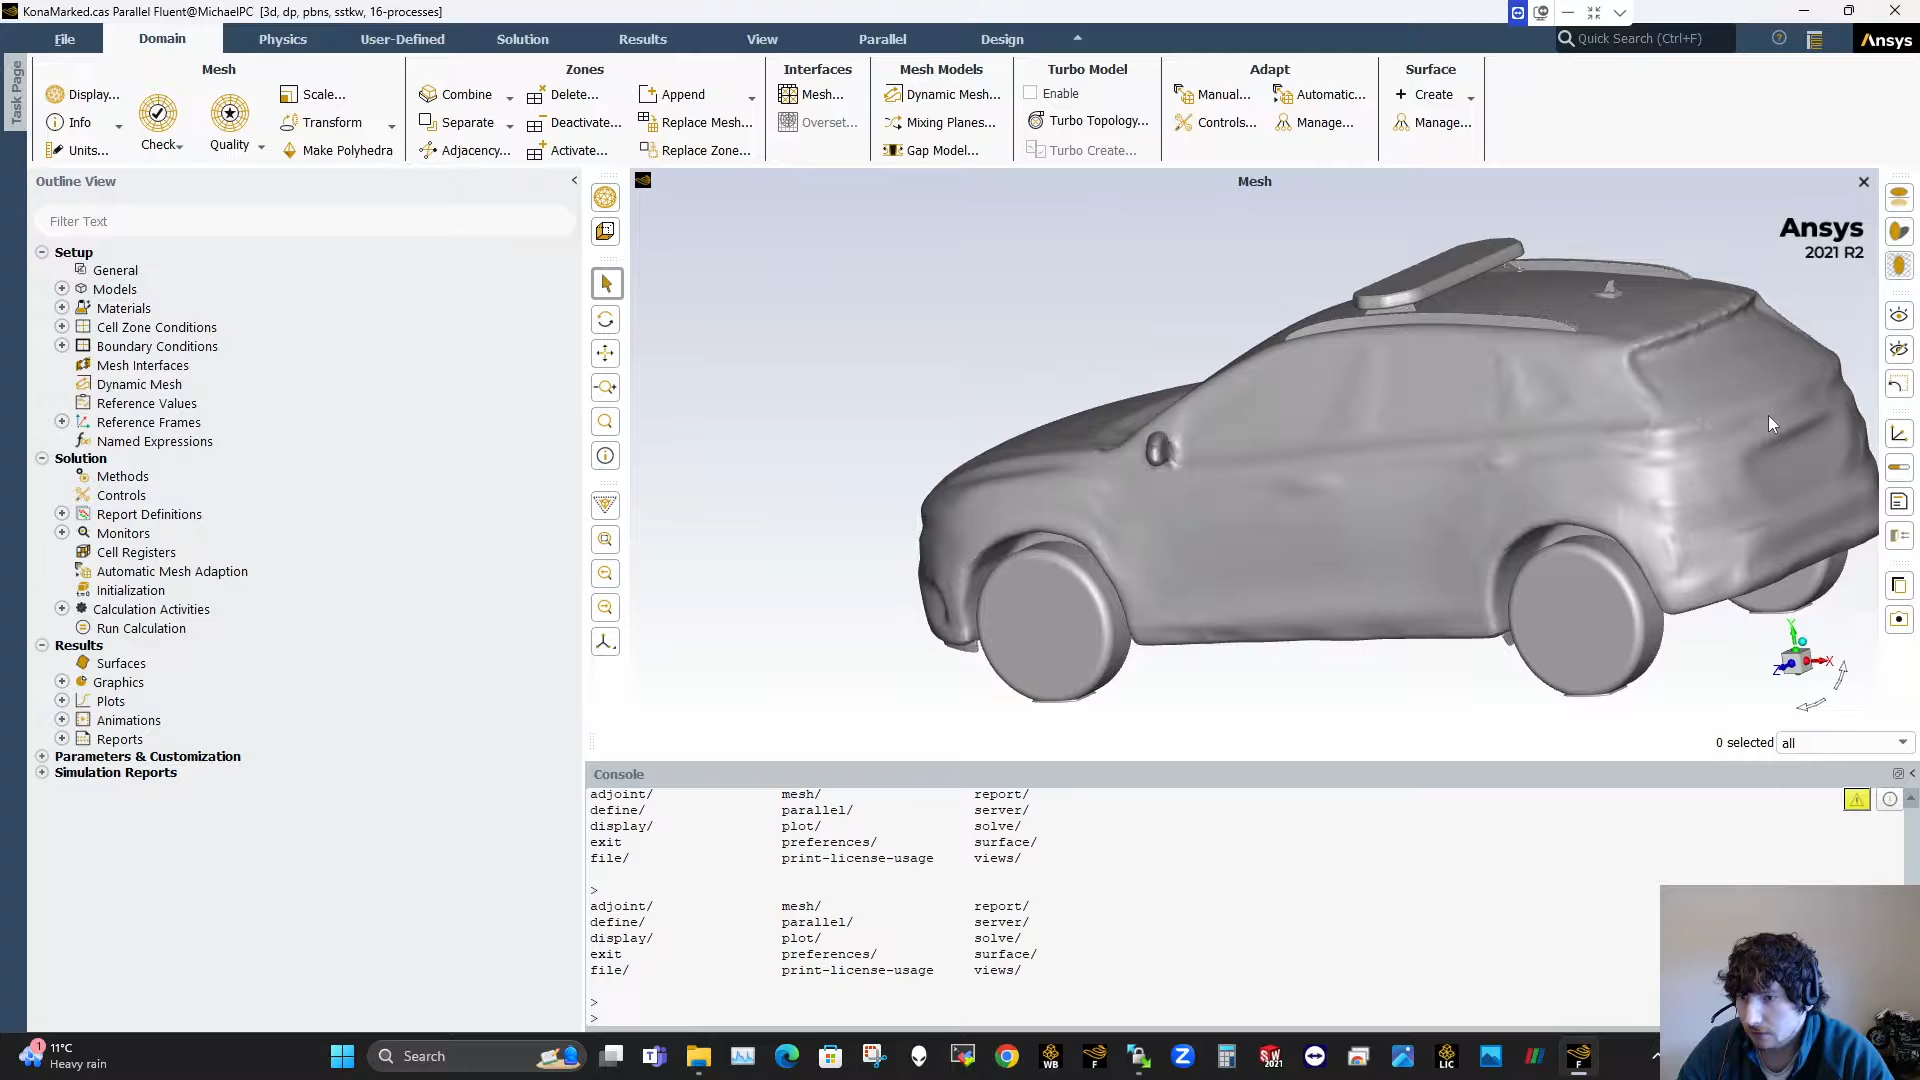 KonaMarked.cas Parallel Fluent@MichaelPC [3d, dp, pbns, sstkw, 16-processes]
File
Domain
Physics
User-Defined
Solution
Results
View
Parallel
Design
Quick Search (Ctrl+F)
Ansys
Task Page
Mesh
Display...
Info
Units...
Check
Quality
Scale...
Transform
Make Polyhedra
Zones
Combine
Separate
Adjacency...
Delete...
Deactivate...
Activate...
Append
Replace Mesh...
Replace Zone...
Interfaces
Mesh...
Overset...
Mesh Models
Dynamic Mesh...
Mixing Planes...
Gap Model...
Turbo Model
Enable
Turbo Topology...
Turbo Create...
Adapt
Manual...
Controls...
Automatic...
Manage...
Surface
Create
Manage...
Outline View
Filter Text
Setup
General
Models
Materials
Cell Zone Conditions
Boundary Conditions
Mesh Interfaces
Dynamic Mesh
Reference Values
Reference Frames
Named Expressions
Solution
Methods
Controls
Report Definitions
Monitors
Cell Registers
Automatic Mesh Adaption
Initialization
Calculation Activities
Run Calculation
Results
Surfaces
Graphics
Plots
Animations
Reports
Parameters & Customization
Simulation Reports
Mesh
Ansys
2021 R2
Y
X
Z
0 selected all
Console
adjoint/ mesh/ report/
define/ parallel/ server/
display/ plot/ solve/
exit preferences/ surface/
file/ print-license-usage views/
>
adjoint/ mesh/ report/
define/ parallel/ server/
display/ plot/ solve/
exit preferences/ surface/
file/ print-license-usage views/
>
>
1
11°C
Heavy rain
Search
WB
F
SW
2021
LIC
F